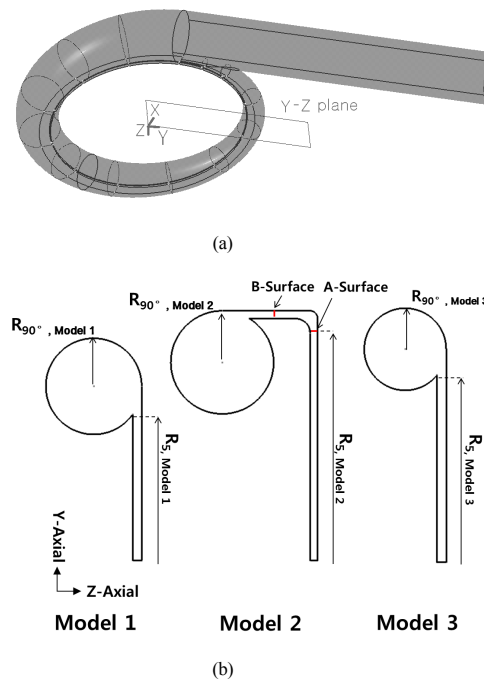 X
Y-Z plane
Z
Y
(a)
B-Surface
A-Surface
R90°, Model 1
R90°, Model 2
R90°, Model 3
R5, Model 1
R5, Model 2
R5, Model 3
Y-Axial
Z-Axial
Model 1
Model 2
Model 3
(b)